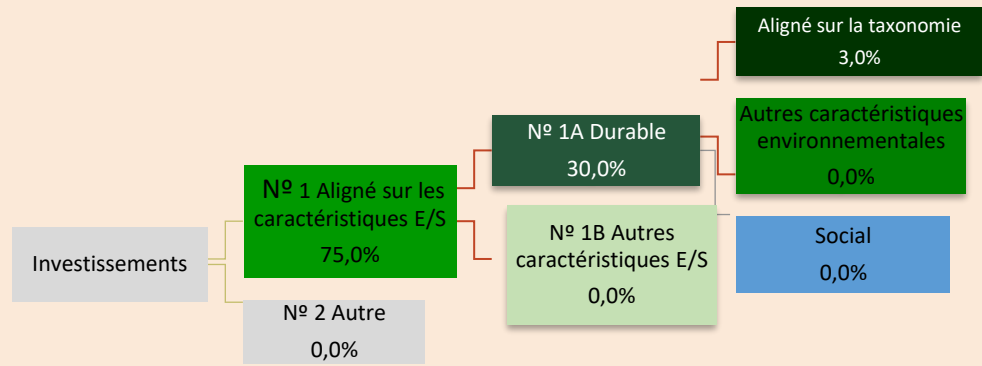 Investissements
Nº 1 Aligné sur les
caractéristiques E/S
75,0%
Nº 2 Autre
0,0%
Nº 1A Durable
30,0%
Nº 1B Autres
caractéristiques E/S
0,0%
Aligné sur la taxonomie
3,0%
Autres caractéristiques
environnementales
0,0%
Social
0,0%